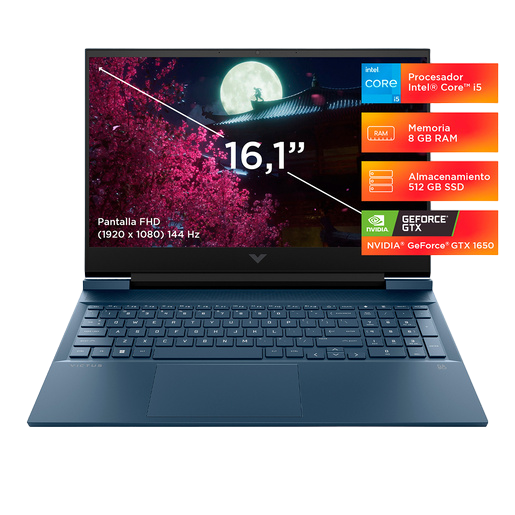 intel
CORE
i5
Procesador
Intel® Core™ i5
RAM
Memoria
8 GB RAM
16,1”
Almacenamiento
512 GB SSD
Pantalla FHD
(1920 x 1080) 144 Hz
NVIDIA
GEFORCE®
GTX
NVIDIA® GeForce® GTX 1650
VICTUS